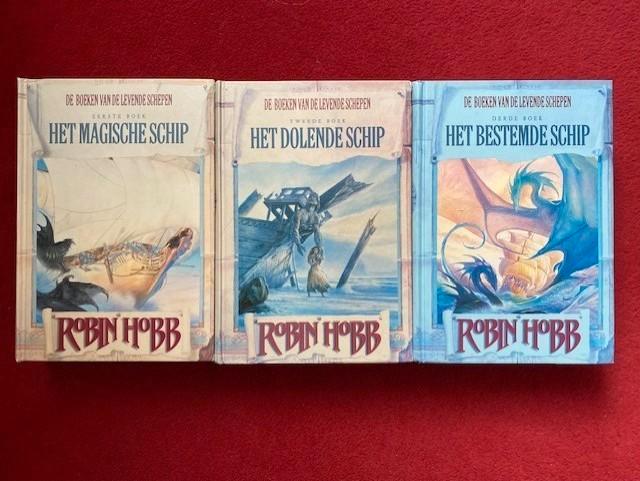 DE BOEKEN VAN DE LEVENDE SCHEPEN
EERSTE BOEK
HET MAGISCHE SCHIP
ROBIN HOBB
DE BOEKEN VAN DE LEVENDE SCHEPEN
TWEEDE BOEK
HET DOLENDE SCHIP
ROBIN HOBB
DE BOEKEN VAN DE LEVENDE SCHEPEN
DERDE BOEK
HET BESTEMDE SCHIP
ROBIN HOBB